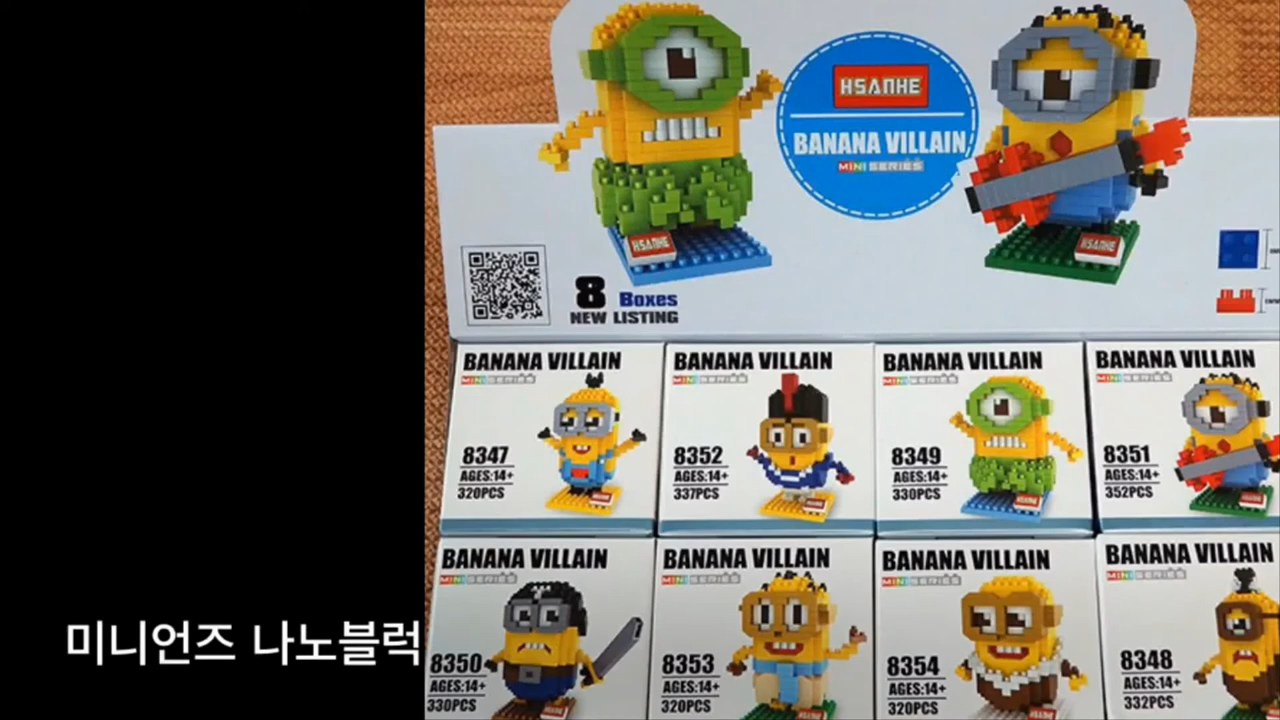 HSANHE
BANANA VILLAIN
MINI SERIES
HSANHE
HSANHE
8 Boxes
NEW LISTING
BANANA VILLAIN
MINI SERIES
8347
AGES:14+
320PCS
BANANA VILLAIN
MINI SERIES
8352
AGES:14+
337PCS
BANANA VILLAIN
MINI SERIES
8349
AGES:14+
330PCS
BANANA VILLAIN
MINI SERIES
8351
AGES:14+
352PCS
BANANA VILLAIN
MINI SERIES
8350
AGES:14+
330PCS
BANANA VILLAIN
MINI SERIES
8353
AGES:14+
320PCS
BANANA VILLAIN
MINI SERIES
8354
AGES:14+
320PCS
BANANA VILLAIN
MINI SERIES
8348
AGES:14+
332PCS
미니언즈 나노블럭